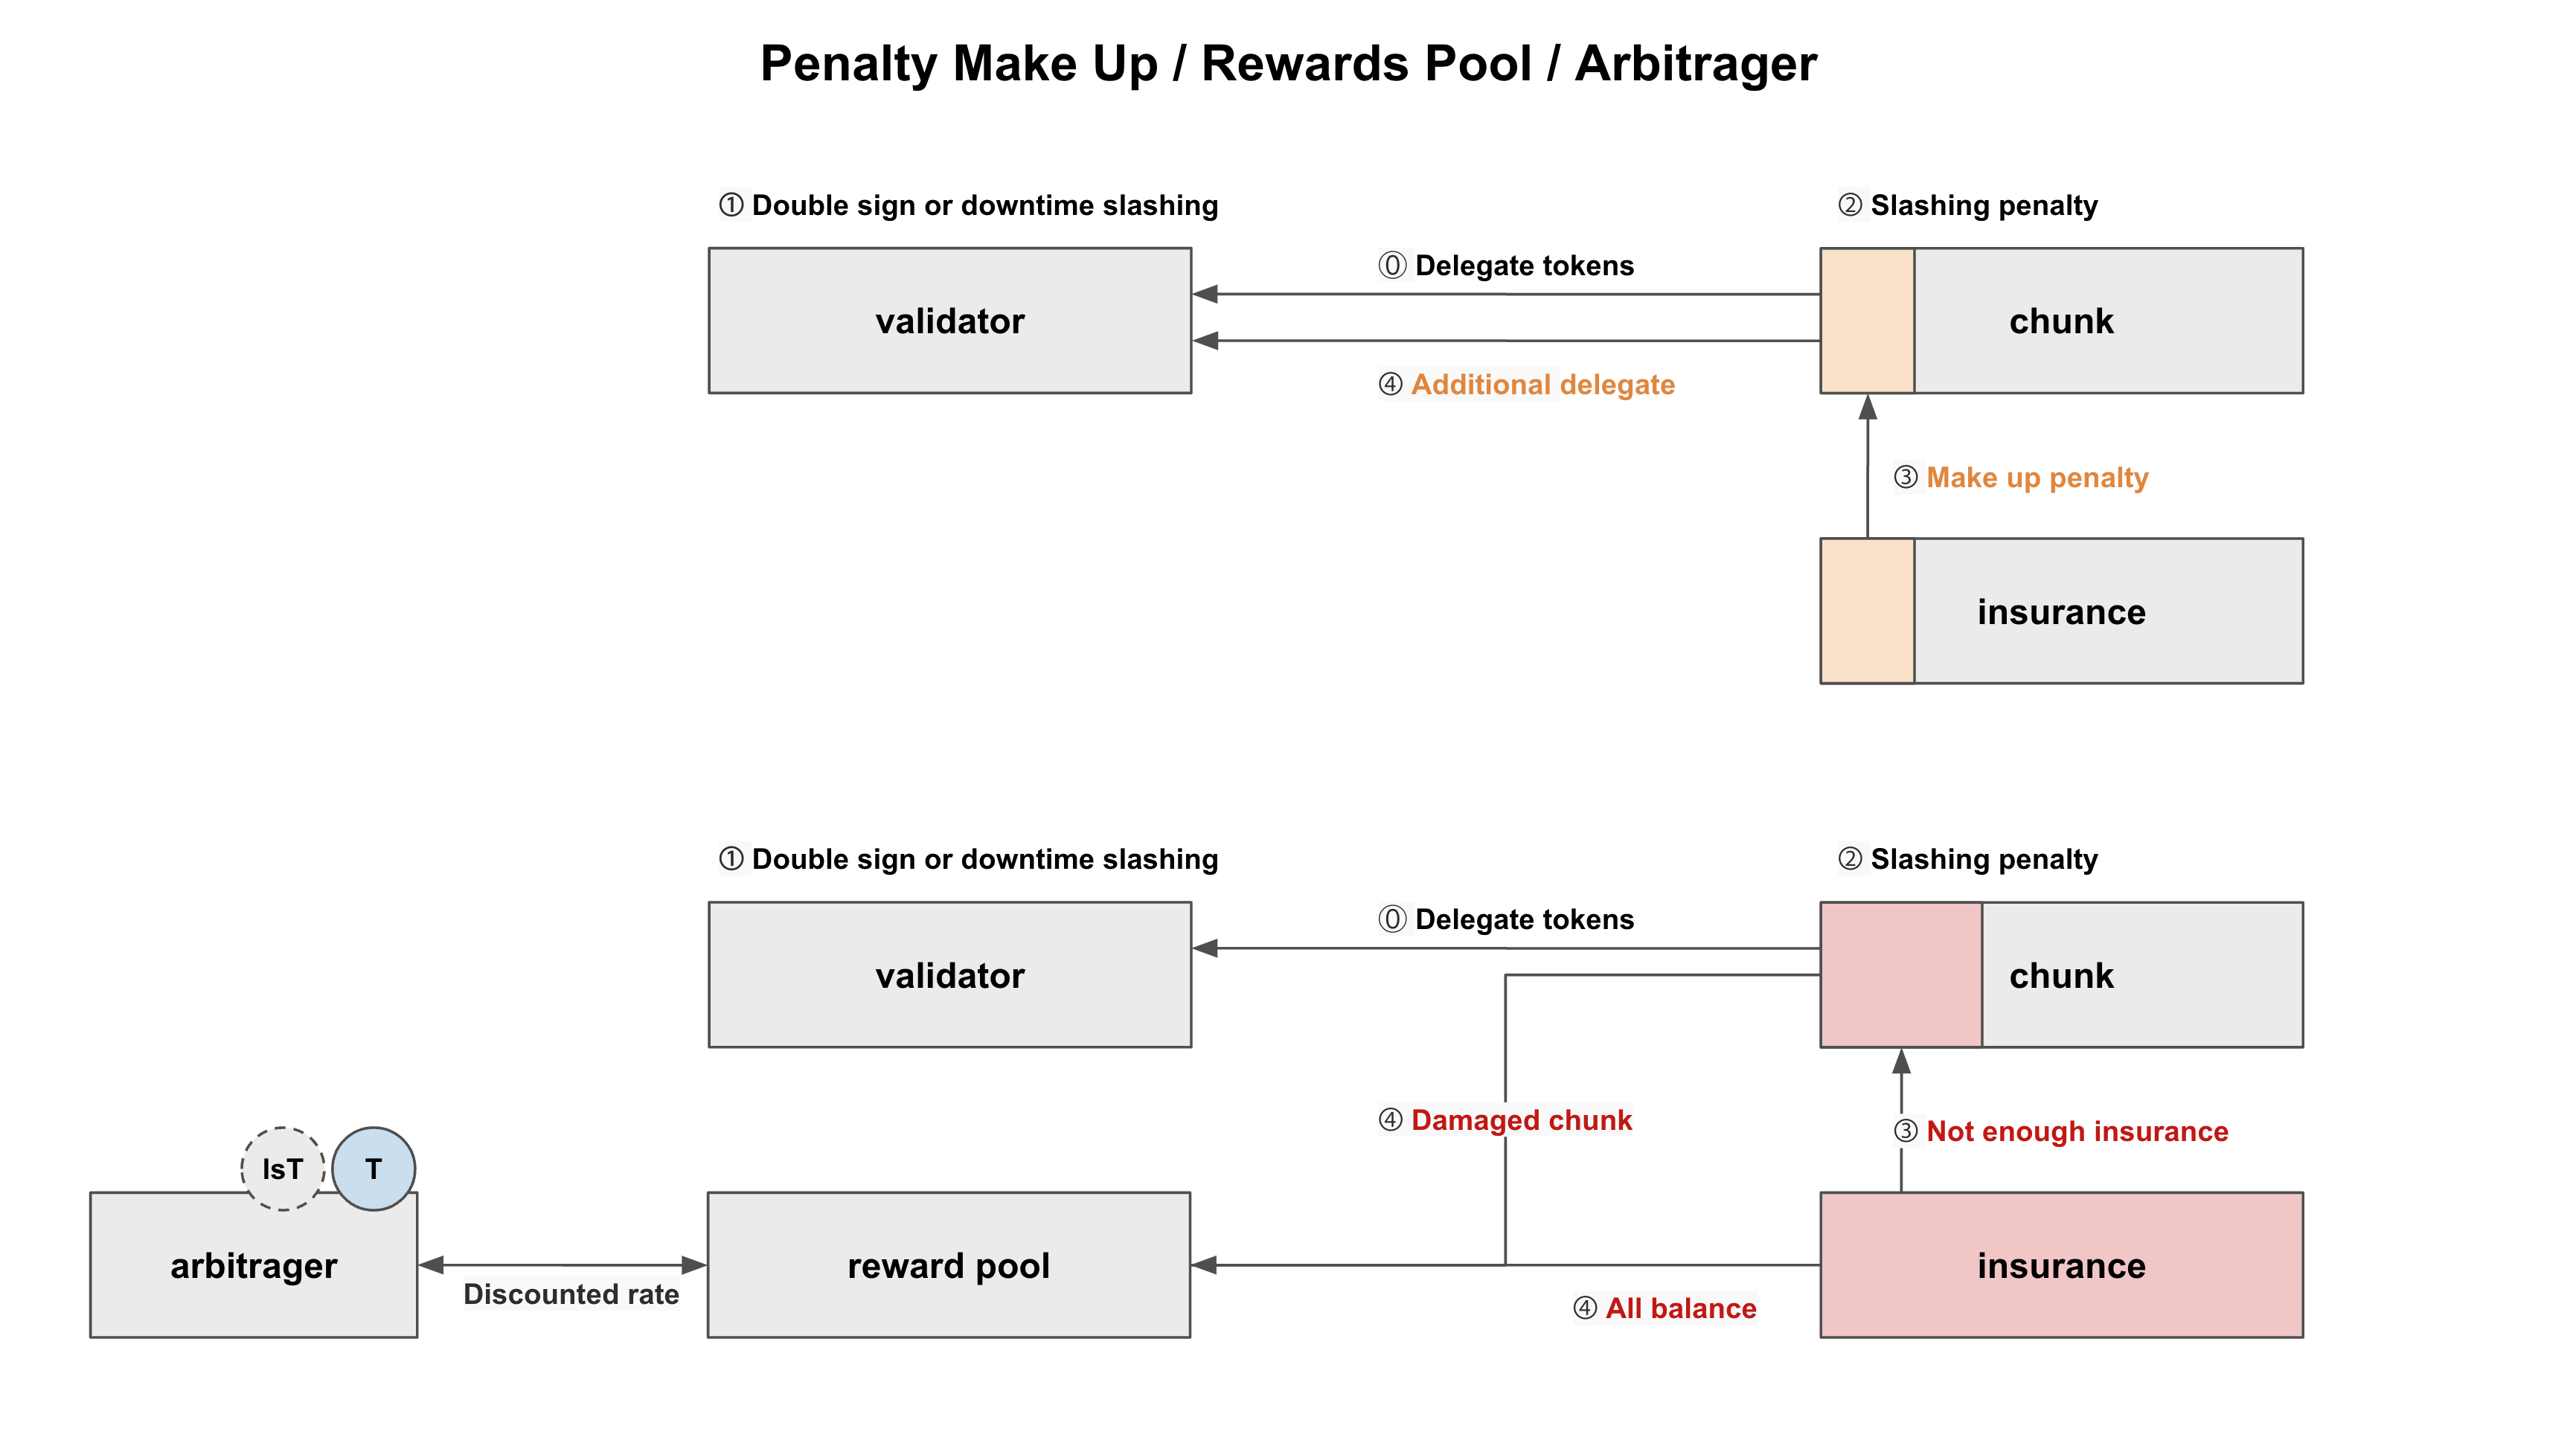 Penalty Make Up / Rewards Pool / Arbitrager
① Double sign or downtime slashing
② Slashing penalty
⓪ Delegate tokens
validator
chunk
④ Additional delegate
③ Make up penalty
insurance
① Double sign or downtime slashing
② Slashing penalty
⓪ Delegate tokens
validator
chunk
④ Damaged chunk
③ Not enough insurance
lsT
T
arbitrager
reward pool
insurance
Discounted rate
④ All balance